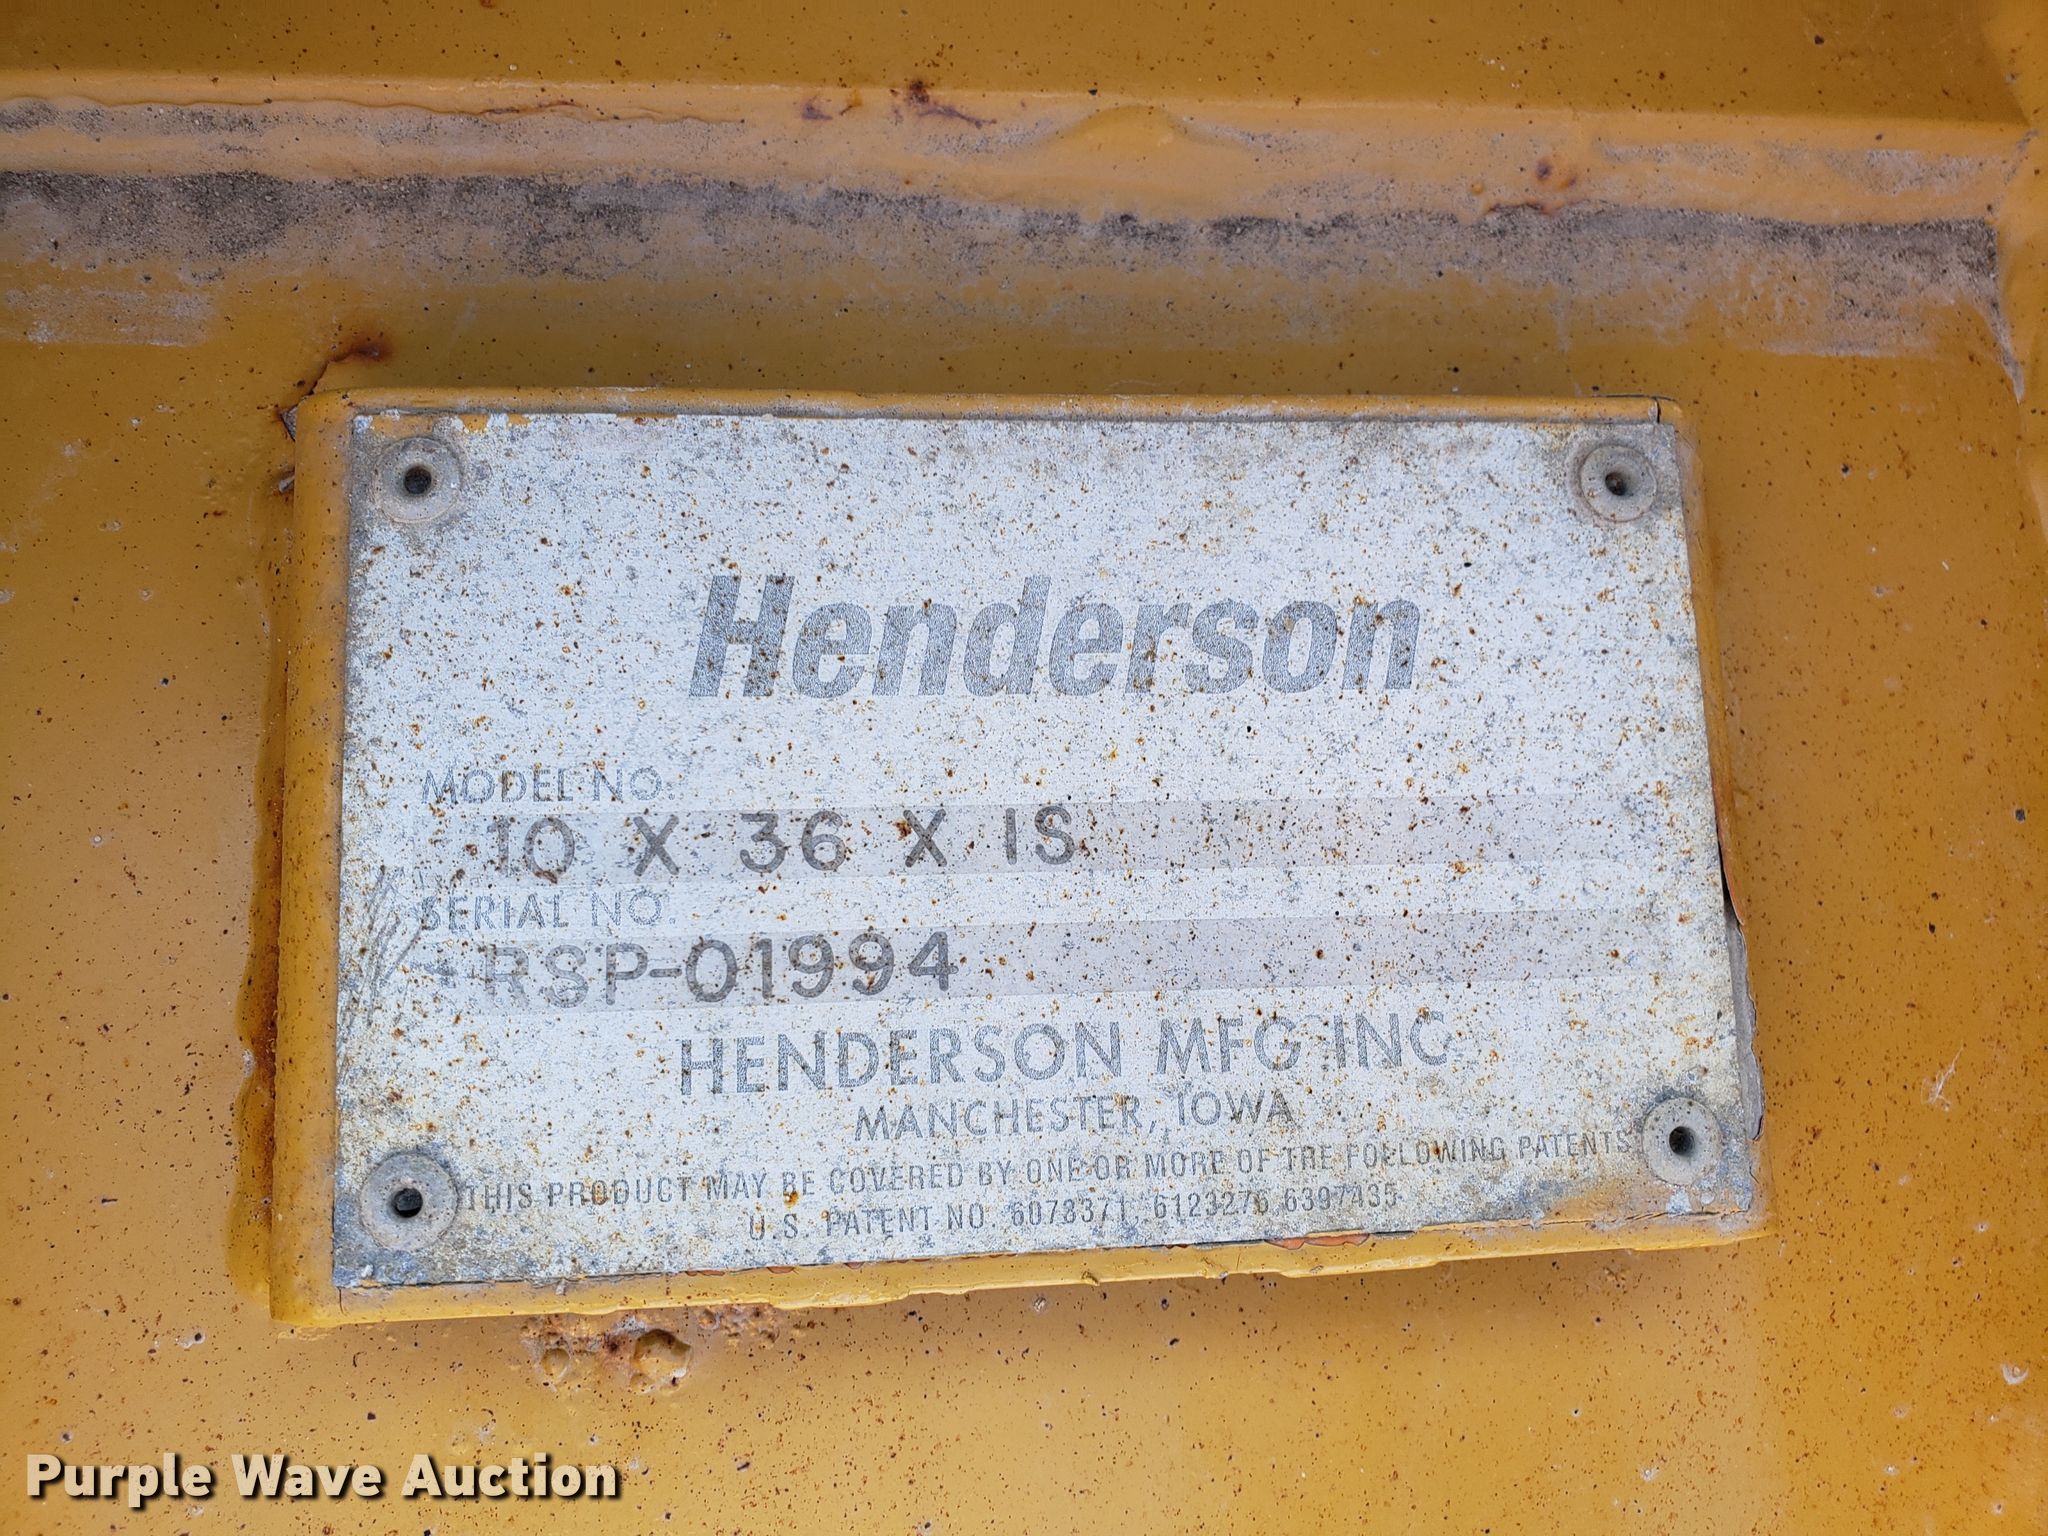 Henderson
MODEL NO.
10 X 36 X IS
SERIAL NO.
RSP-01994
HENDERSON MFG INC
MANCHESTER, IOWA
THIS PRODUCT MAY BE COVERED BY ONE OR MORE OF THE FOLLOWING PATENTS
U.S. PATENT NO. 6073371, 6123276 6397435
Purple Wave Auction